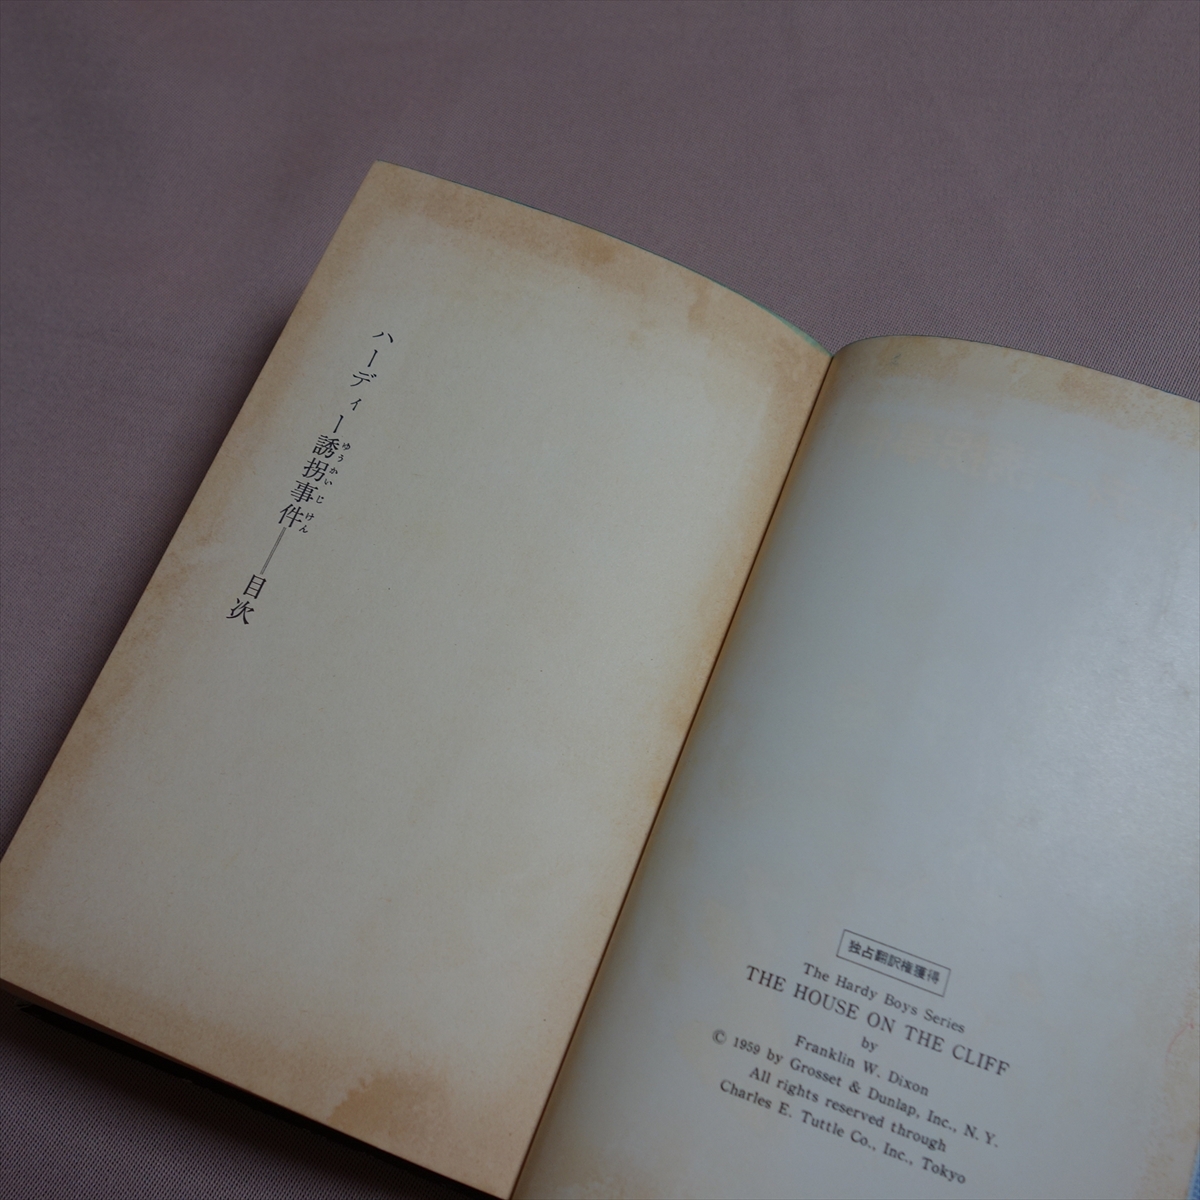 ハーディー誘拐事件──目次
ゆうかいじけん
独占翻訳権獲得
The Hardy Boys Series
THE HOUSE ON THE CLIFF
by
Franklin W. Dixon
© 1959 by Grosset & Dunlap, Inc., N. Y.
All rights reserved through
Charles E. Tuttle Co., Inc., Tokyo